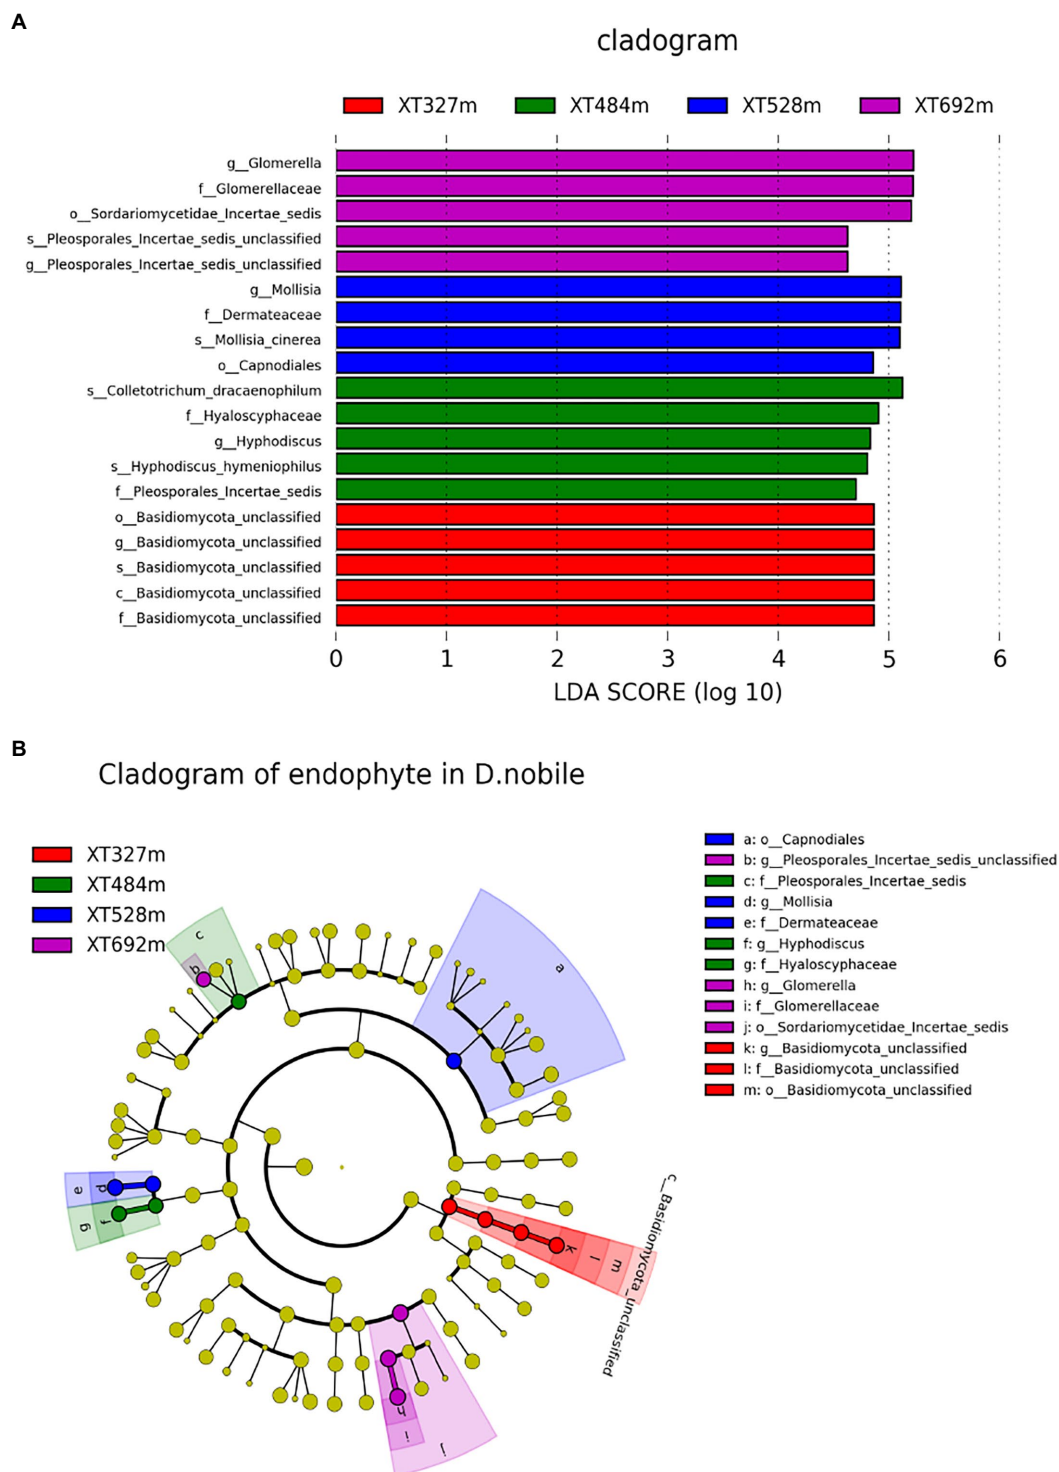 A
cladogram
XT327m XT484m XT528m XT692m
g__Glomerella
f__Glomerellaceae
o__Sordariomycetidae_Incertae_sedis
s__Pleosporales_Incertae_sedis_unclassified
g__Pleosporales_Incertae_sedis_unclassified
g__Mollisia
f__Dermateaceae
s__Mollisia_cinerea
o__Capnodiales
s__Colletotrichum_dracaenophilum
f__Hyaloscyphaceae
g__Hyphodiscus
s__Hyphodiscus_hymeniophilus
f__Pleosporales_Incertae_sedis
o__Basidiomycota_unclassified
g__Basidiomycota_unclassified
s__Basidiomycota_unclassified
c__Basidiomycota_unclassified
f__Basidiomycota_unclassified
0 1 2 3 4 5 6
LDA SCORE (log 10)
B
Cladogram of endophyte in D.nobile
XT327m
XT484m
XT528m
XT692m
a: o__Capnodiales
b: g__Pleosporales_Incertae_sedis_unclassified
c: f__Pleosporales_Incertae_sedis
d: g__Mollisia
e: f__Dermateaceae
f: g__Hyphodiscus
g: f__Hyaloscyphaceae
h: g__Glomerella
i: f__Glomerellaceae
j: o__Sordariomycetidae_Incertae_sedis
k: g__Basidiomycota_unclassified
l: f__Basidiomycota_unclassified
m: o__Basidiomycota_unclassified
c
b
a
e
d
g
f
k
l
m
c__Basidiomycota_unclassified
h
i
j